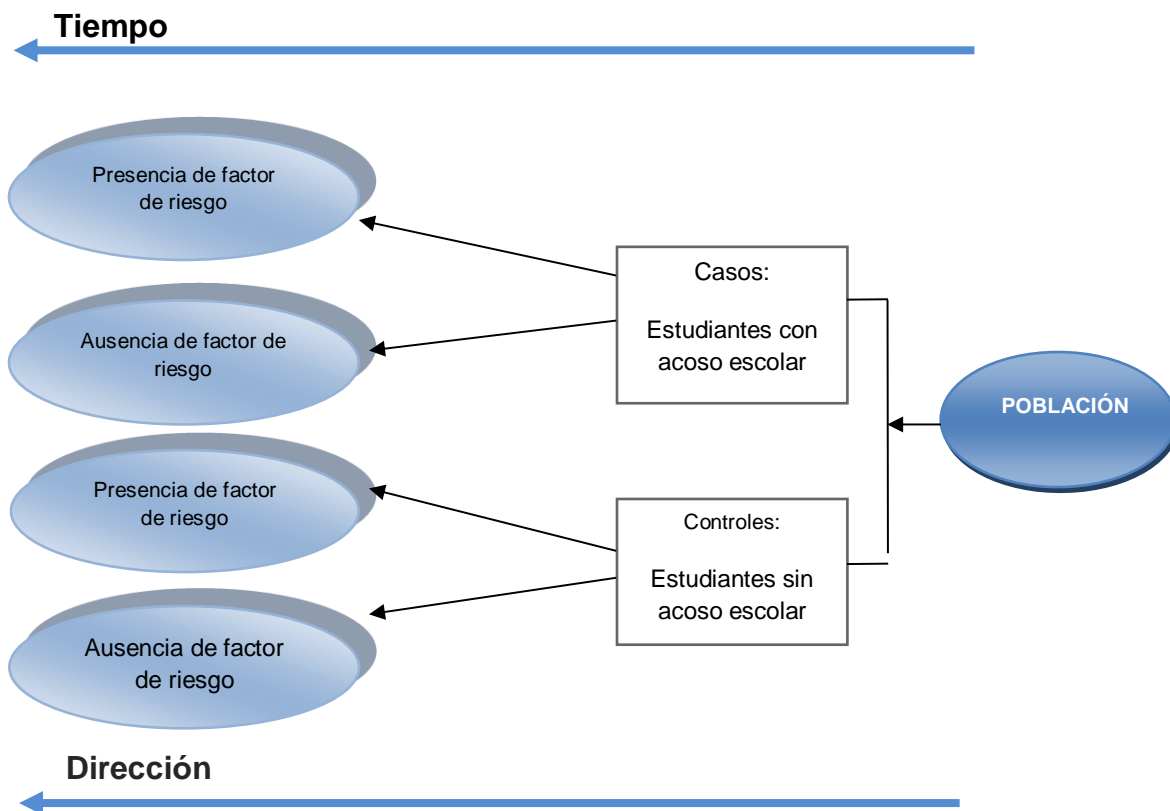 Tiempo
Presencia de factor
de riesgo
Ausencia de factor de
riesgo
Presencia de factor
de riesgo
Ausencia de factor
de riesgo
Casos:
Estudiantes con
acoso escolar
Controles:
Estudiantes sin
acoso escolar
POBLACIÓN
Dirección